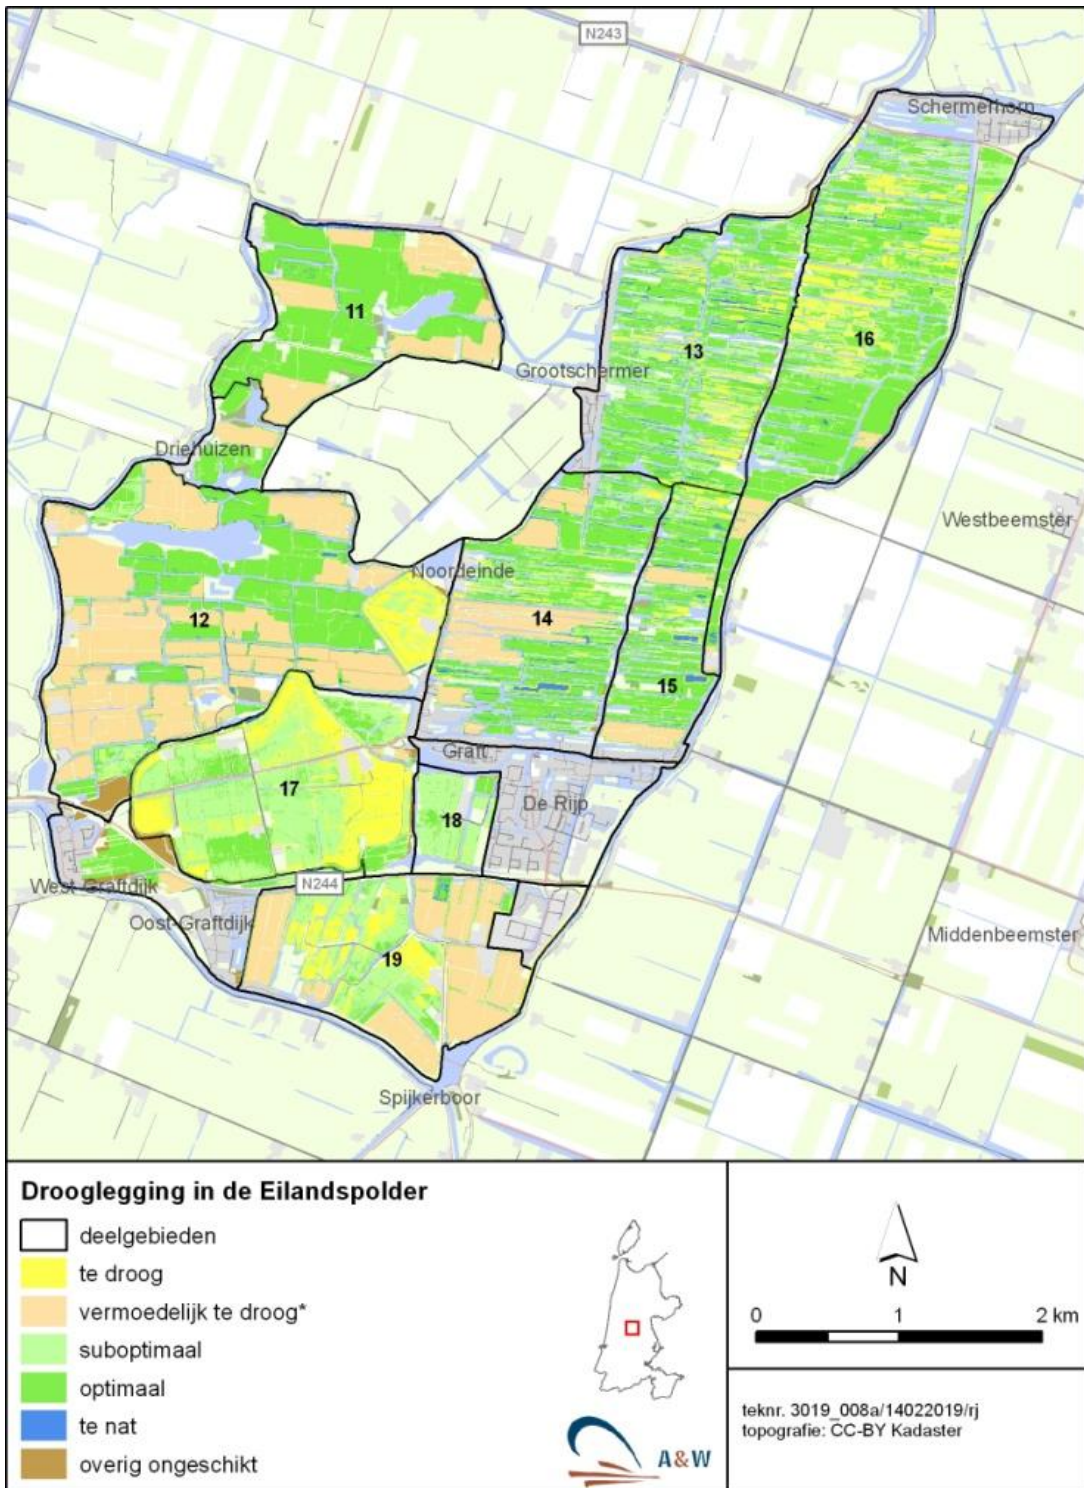 N243
Schermerhorn
11
13
16
Grootschermer
Driehuizen
Westbeemster
Noordeinde
12
14
15
Graft
17
De Rijp
18
West-Graftdijk
N244
Oost-Graftdijk
Middenbeemster
19
Spijkerboor
Drooglegging in de Eilandspolder
deelgebieden
te droog
vermoedelijk te droog*
suboptimaal
optimaal
te nat
overig ongeschikt
A&W
N
0 1 2 km
teknr. 3019_008a/14022019/rj
topografie: CC-BY Kadaster